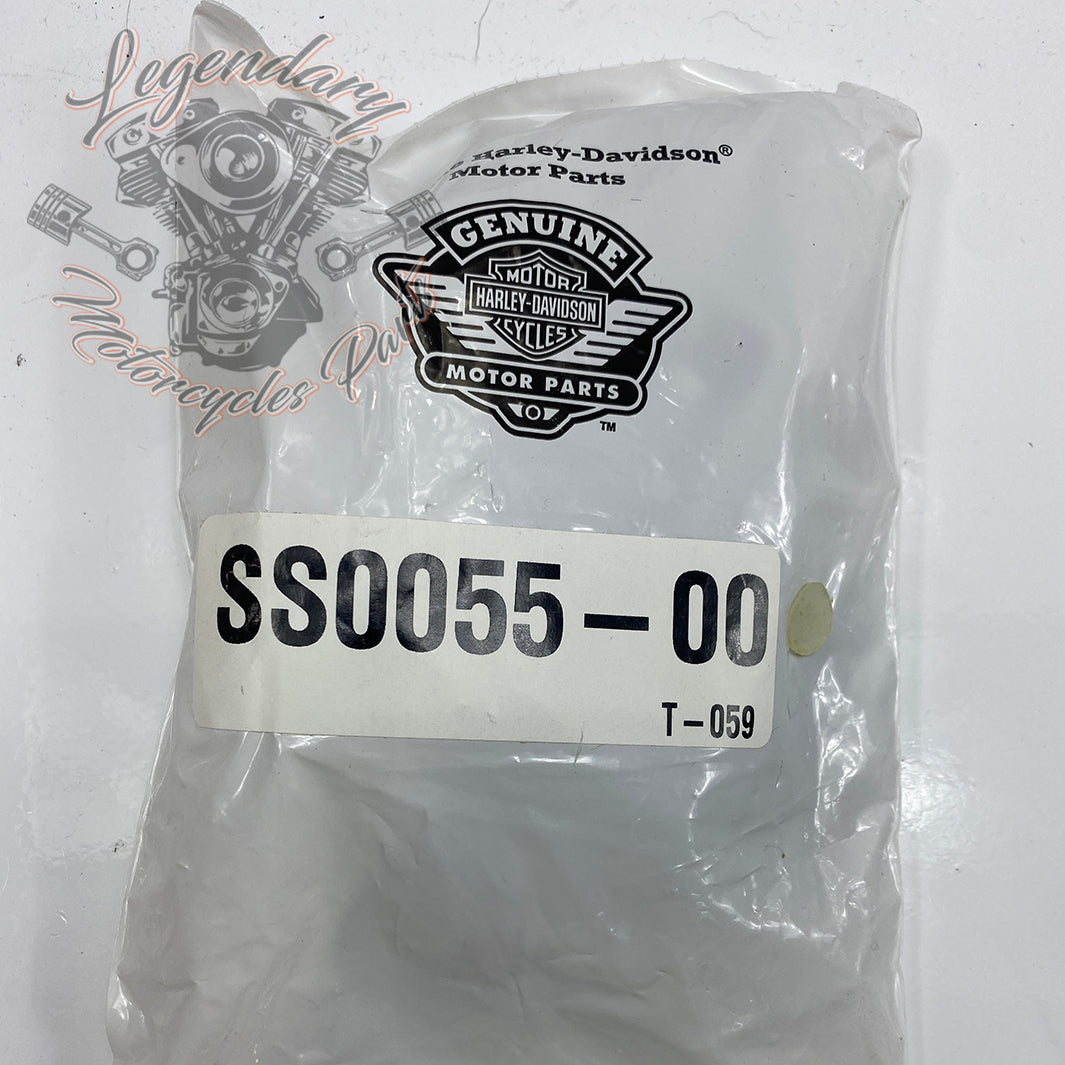 Legendary
Motorcycles Parts
Harley-Davidson®
Motor Parts
GENUINE
MOTOR
HARLEY-DAVIDSON
CYCLES
MOTOR PARTS
TM
SS0055-00
T-059